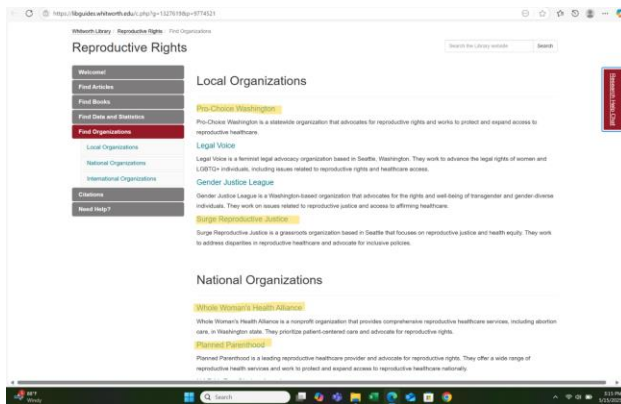 https://libguides.whitworth.edu/c.php?g=1327619&p=9774521
Whitworth Library Reproductive Rights Find Organizations
Reproductive Rights
Search the Library website
Search
Welcome!
Find Articles
Find Books
Find Data and Statistics
Find Organizations
Local Organizations
National Organizations
International Organizations
Citations
Need Help?
Local Organizations
Pro-Choice Washington
Pro-Choice Washington is a statewide organization that advocates for reproductive rights and works to protect and expand access to
reproductive healthcare.
Legal Voice
Legal Voice is a feminist legal advocacy organization based in Seattle, Washington. They work to advance the legal rights of women and
LGBTQ+ individuals, including issues related to reproductive rights and healthcare access.
Gender Justice League
Gender Justice League is a Washington-based organization that advocates for the rights and well-being of transgender and gender-diverse
individuals. They work on issues related to reproductive justice and access to affirming healthcare.
Surge Reproductive Justice
Surge Reproductive Justice is a grassroots organization based in Seattle that focuses on reproductive justice and health equity. They work
to address disparities in reproductive healthcare and advocate for inclusive policies.
National Organizations
Whole Woman's Health Alliance
Whole Woman's Health Alliance is a nonprofit organization that provides comprehensive reproductive healthcare services, including abortion
care, in Washington state. They prioritize patient-centered care and advocate for reproductive rights.
Planned Parenthood
Planned Parenthood is a leading reproductive healthcare provider and advocate for reproductive rights. They offer a wide range of
reproductive health services and work to protect and expand access to reproductive healthcare nationally.
Research Help Chat
Windy
Search
3:15 PM
5/15/2025